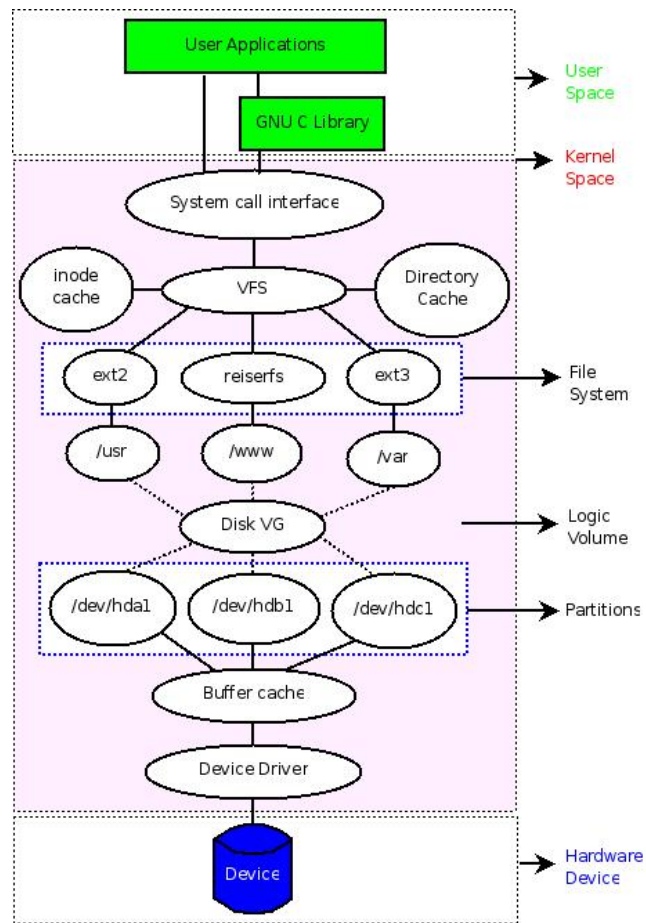 User Applications
User
Space
GNU C Library
Kernel
Space
System call interface
inode
cache
VFS
Directory
Cache
ext2
reiserfs
ext3
File
System
/usr
/www
/var
Disk VG
Logic
Volume
/dev/hda1
/dev/hdb1
/dev/hdc1
Partitions
Buffer cache
Device Driver
Device
Hardware
Device